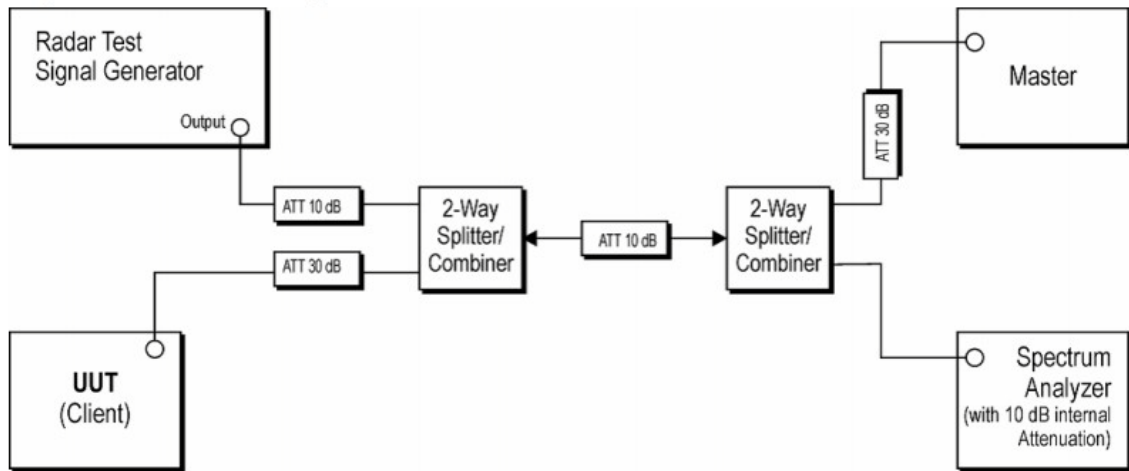 Radar Test
Signal Generator
Output
ATT 10 dB
ATT 30 dB
UUT
(Client)
2-Way
Splitter/
Combiner
ATT 10 dB
2-Way
Splitter/
Combiner
ATT 30 dB
Master
Spectrum
Analyzer
(with 10 dB internal
Attenuation)